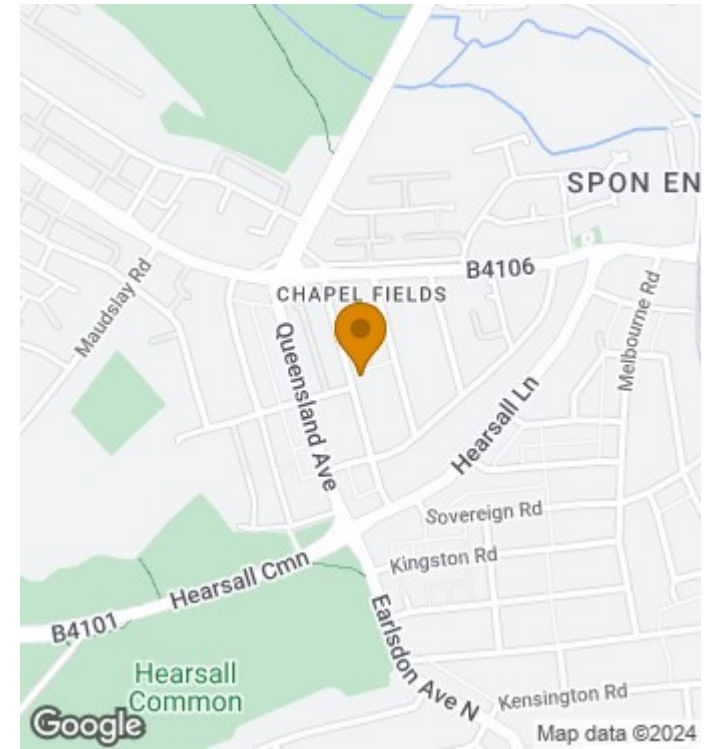 SPON EN
B4106
CHAPEL FIELDS
Maudslay Rd
Melbourne Rd
Queensland Ave
Hearsall Ln
Sovereign Rd
Kingston Rd
Hearsall Cmn
B4101
Earlsdon Ave N
Hearsall
Common
Kensington Rd
Google
Map data ©2024